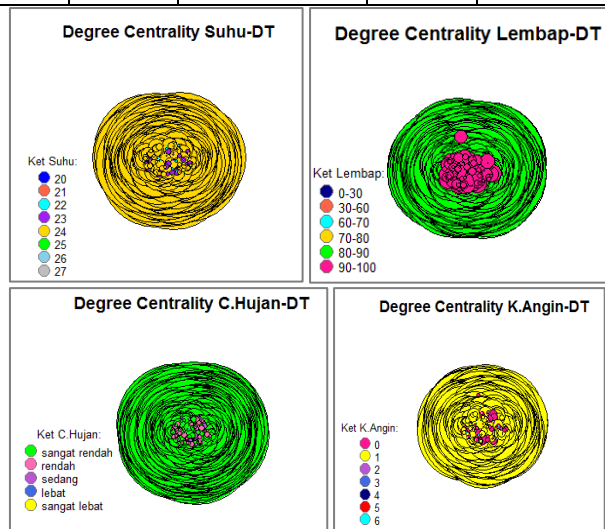 Degree Centrality Suhu-DT
Ket Suhu:
20
21
22
23
24
25
26
27
Degree Centrality Lembap-DT
Ket Lembap:
0-30
30-60
60-70
70-80
80-90
90-100
Degree Centrality C.Hujan-DT
Ket C.Hujan:
sangat rendah
rendah
sedang
lebat
sangat lebat
Degree Centrality K.Angin-DT
Ket K.Angin:
0
1
2
3
4
5
6